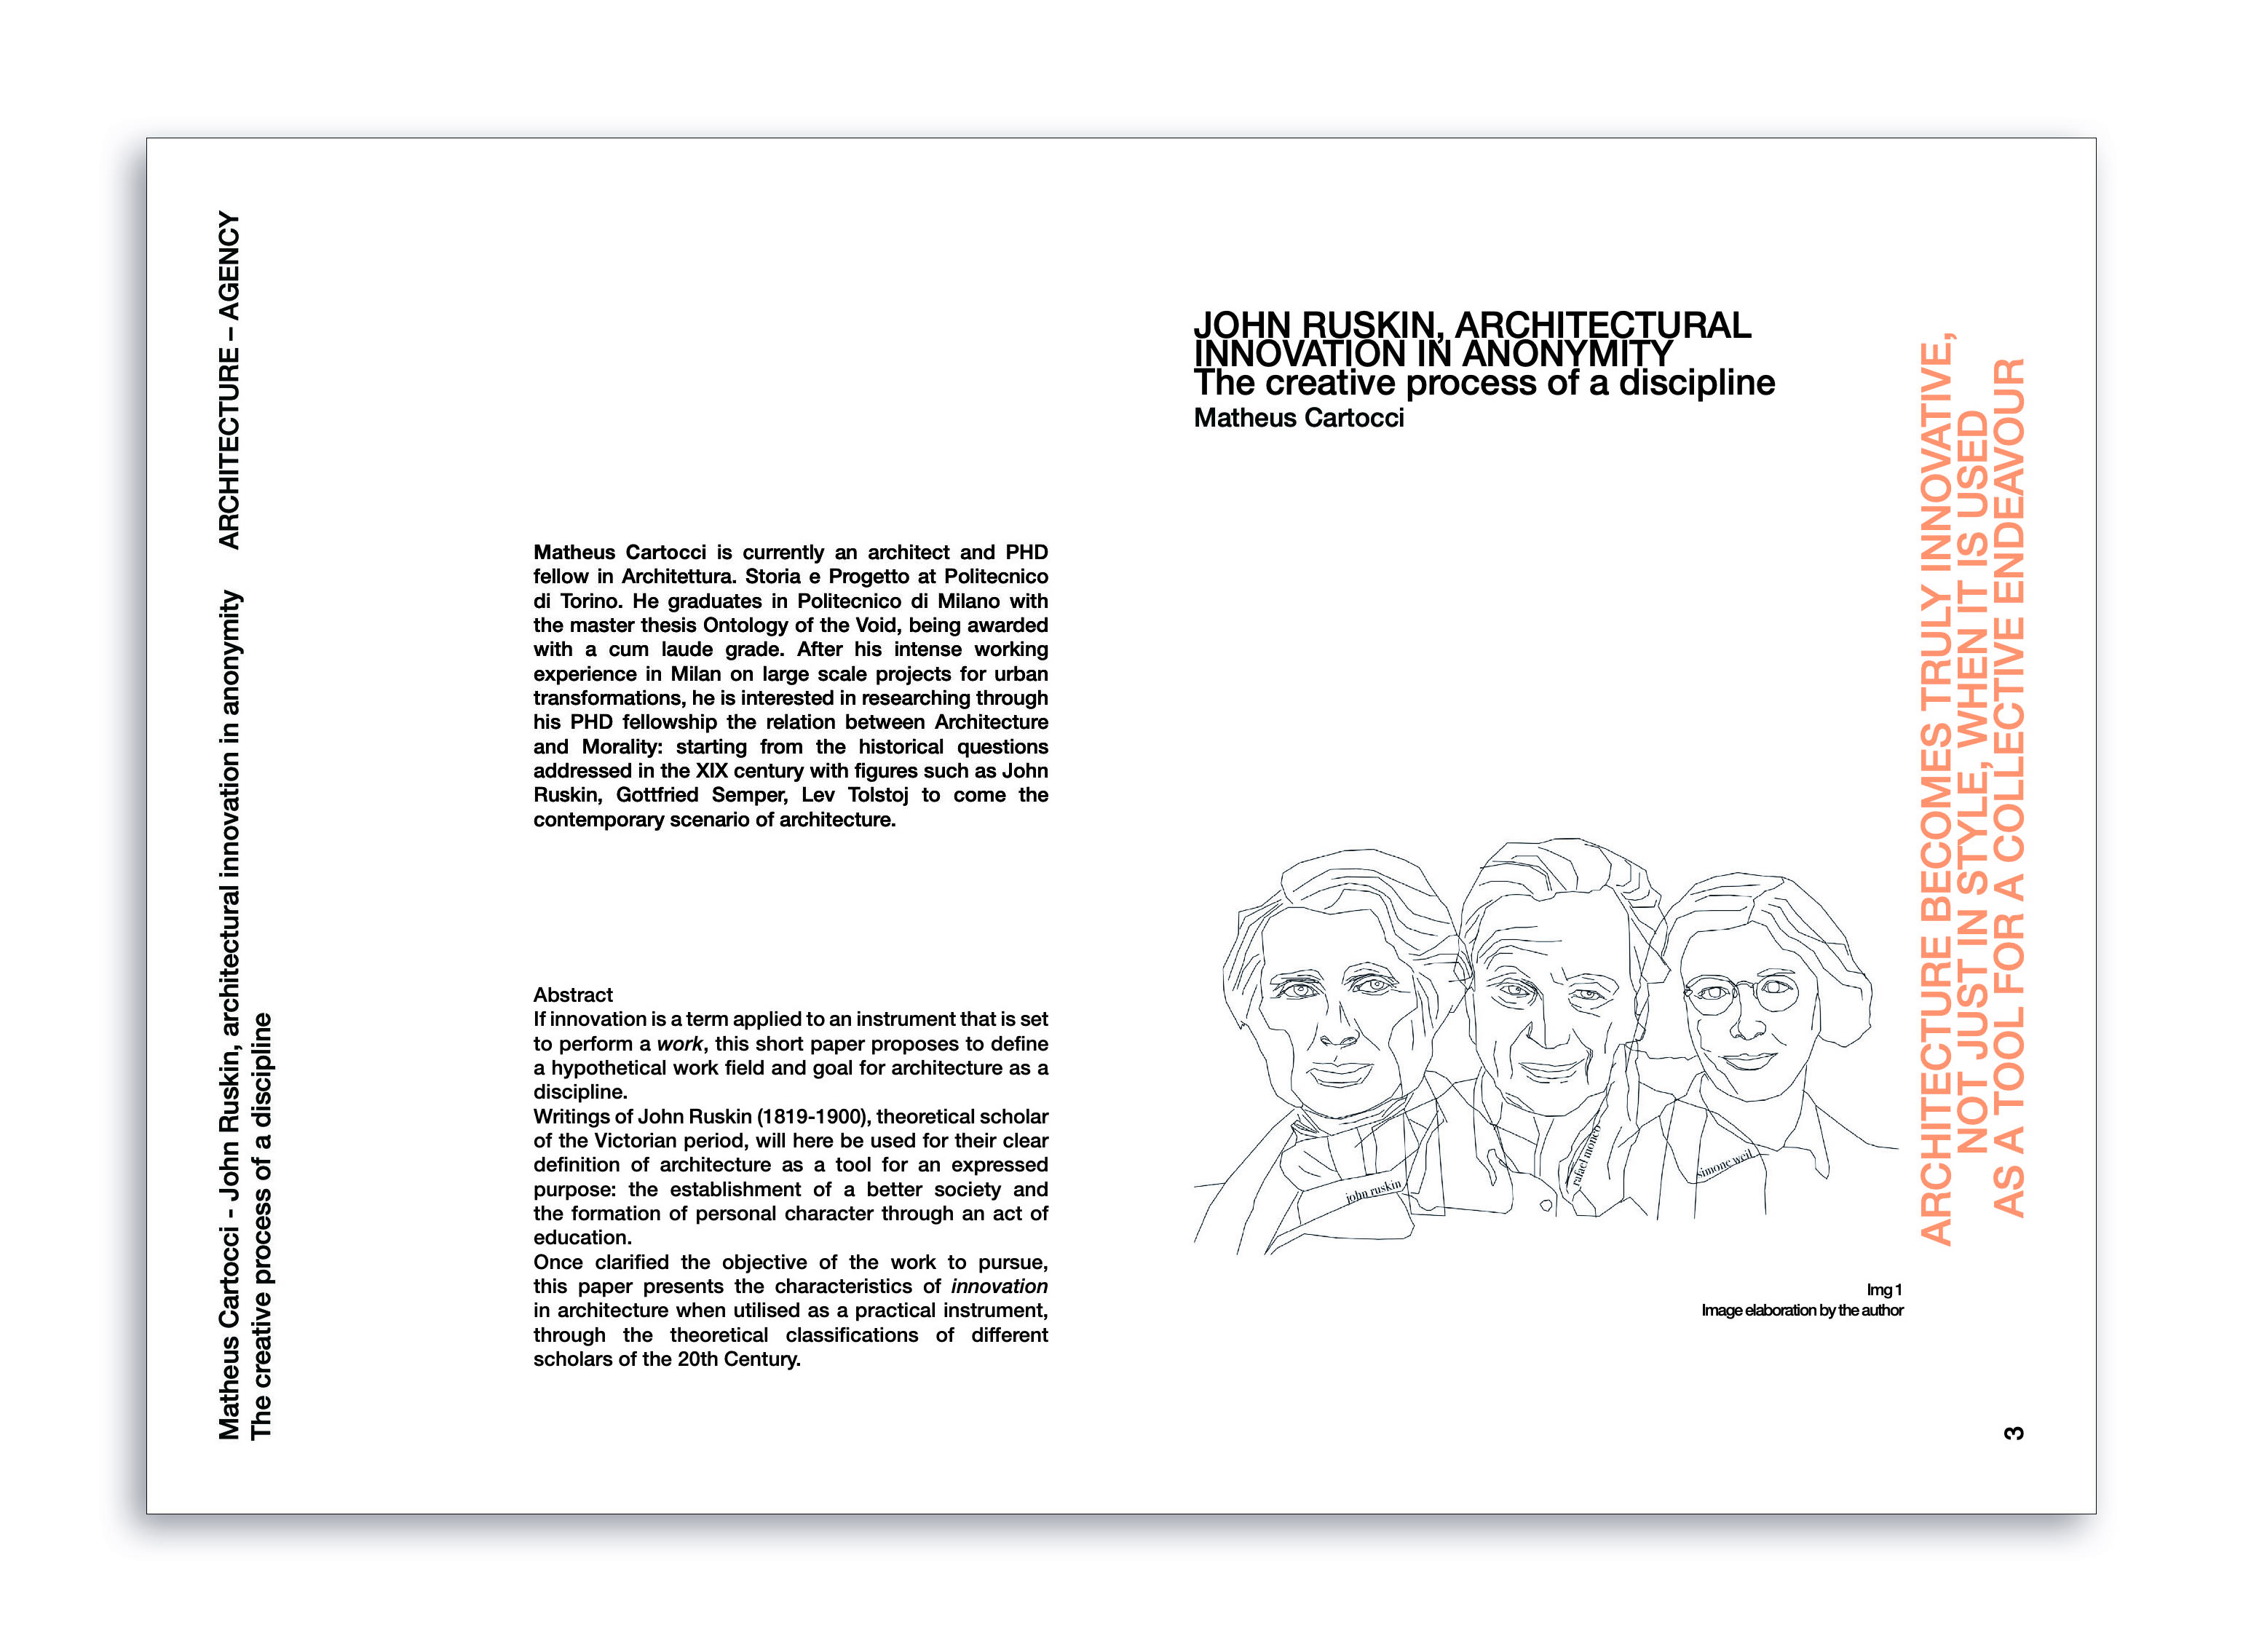 ARCHITECTURE – AGENCY
Matheus Cartocci - John Ruskin, architectural innovation in anonymity
The creative process of a discipline
Matheus Cartocci is currently an architect and PHD
fellow in Architettura. Storia e Progetto at Politecnico
di Torino. He graduates in Politecnico di Milano with
the master thesis Ontology of the Void, being awarded
with a cum laude grade. After his intense working
experience in Milan on large scale projects for urban
transformations, he is interested in researching through
his PHD fellowship the relation between Architecture
and Morality: starting from the historical questions
addressed in the XIX century with figures such as John
Ruskin, Gottfried Semper, Lev Tolstoj to come the
contemporary scenario of architecture.
Abstract
If innovation is a term applied to an instrument that is set
to perform a work, this short paper proposes to define
a hypothetical work field and goal for architecture as a
discipline.
Writings of John Ruskin (1819-1900), theoretical scholar
of the Victorian period, will here be used for their clear
definition of architecture as a tool for an expressed
purpose: the establishment of a better society and
the formation of personal character through an act of
education.
Once clarified the objective of the work to pursue,
this paper presents the characteristics of innovation
in architecture when utilised as a practical instrument,
through the theoretical classifications of different
scholars of the 20th Century.
JOHN RUSKIN, ARCHITECTURAL
INNOVATION IN ANONYMITY
The creative process of a discipline
Matheus Cartocci
john ruskin
rafael moneo
simone weil
Img 1
Image elaboration by the author
ARCHITECTURE BECOMES TRULY INNOVATIVE,
NOT JUST IN STYLE, WHEN IT IS USED
AS A TOOL FOR A COLLECTIVE ENDEAVOUR
3